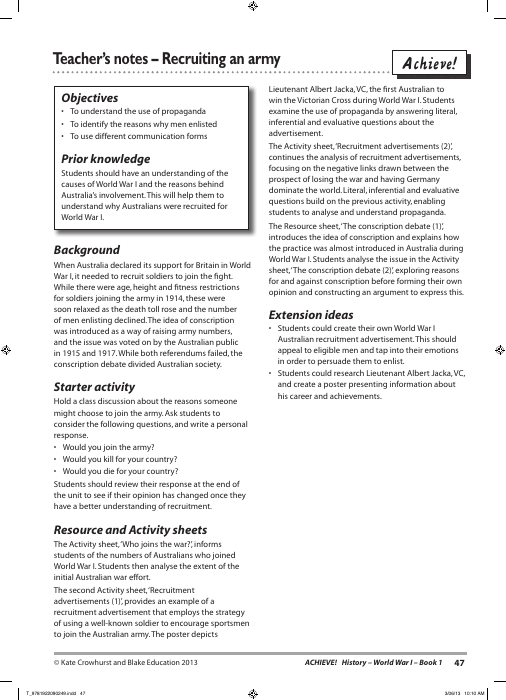 Teacher's notes – Recruiting an army
Achieve!
Objectives
• To understand the use of propaganda
• To identify the reasons why men enlisted
• To use different communication forms
Prior knowledge
Students should have an understanding of the
causes of World War I and the reasons behind
Australia's involvement. This will help them to
understand why Australians were recruited for
World War I.
Background
When Australia declared its support for Britain in World
War I, it needed to recruit soldiers to join the fight.
While there were age, height and fitness restrictions
for soldiers joining the army in 1914, these were
soon relaxed as the death toll rose and the number
of men enlisting declined. The idea of conscription
was introduced as a way of raising army numbers,
and the issue was voted on by the Australian public
in 1915 and 1917. While both referendums failed, the
conscription debate divided Australian society.
Starter activity
Hold a class discussion about the reasons someone
might choose to join the army. Ask students to
consider the following questions, and write a personal
response.
• Would you join the army?
• Would you kill for your country?
• Would you die for your country?
Students should review their response at the end of
the unit to see if their opinion has changed once they
have a better understanding of recruitment.
Resource and Activity sheets
The Activity sheet, 'Who joins the war?', informs
students of the numbers of Australians who joined
World War I. Students then analyse the extent of the
initial Australian war effort.
The second Activity sheet, 'Recruitment
advertisements (1)', provides an example of a
recruitment advertisement that employs the strategy
of using a well-known soldier to encourage sportsmen
to join the Australian army. The poster depicts
Lieutenant Albert Jacka, VC, the first Australian to
win the Victorian Cross during World War I. Students
examine the use of propaganda by answering literal,
inferential and evaluative questions about the
advertisement.
The Activity sheet, 'Recruitment advertisements (2)',
continues the analysis of recruitment advertisements,
focusing on the negative links drawn between the
prospect of losing the war and having Germany
dominate the world. Literal, inferential and evaluative
questions build on the previous activity, enabling
students to analyse and understand propaganda.
The Resource sheet, 'The conscription debate (1)',
introduces the idea of conscription and explains how
the practice was almost introduced in Australia during
World War I. Students analyse the issue in the Activity
sheet, 'The conscription debate (2)', exploring reasons
for and against conscription before forming their own
opinion and constructing an argument to express this.
Extension ideas
• Students could create their own World War I
Australian recruitment advertisement. This should
appeal to eligible men and tap into their emotions
in order to persuade them to enlist.
• Students could research Lieutenant Albert Jacka, VC,
and create a poster presenting information about
his career and achievements.
© Kate Crowhurst and Blake Education 2013
ACHIEVE! History – World War I – Book 1 47
T_9781922090249.indd 47
3/06/13 10:10 AM